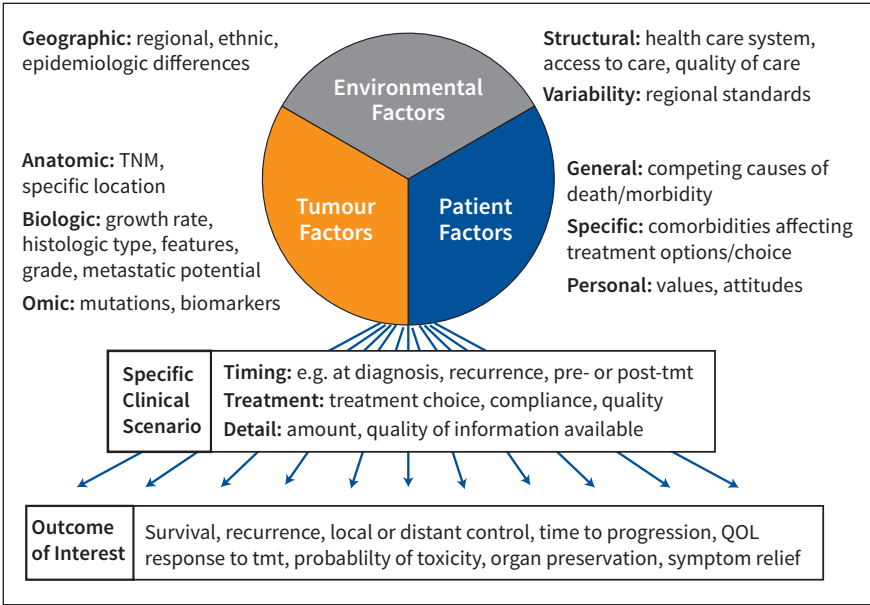 Geographic: regional, ethnic,
epidemiologic differences
Structural: health care system,
access to care, quality of care
Variability: regional standards
Environmental
Factors
Anatomic: TNM,
specific location
Biologic: growth rate,
histologic type, features,
grade, metastatic potential
Omic: mutations, biomarkers
Tumour
Factors
Patient
Factors
General: competing causes of
death/morbidity
Specific: comorbidities affecting
treatment options/choice
Personal: values, attitudes
Specific
Clinical
Scenario
Timing: e.g. at diagnosis, recurrence, pre- or post-tmt
Treatment: treatment choice, compliance, quality
Detail: amount, quality of information available
Outcome
of Interest
Survival, recurrence, local or distant control, time to progression, QOL
response to tmt, probablilty of toxicity, organ preservation, symptom relief